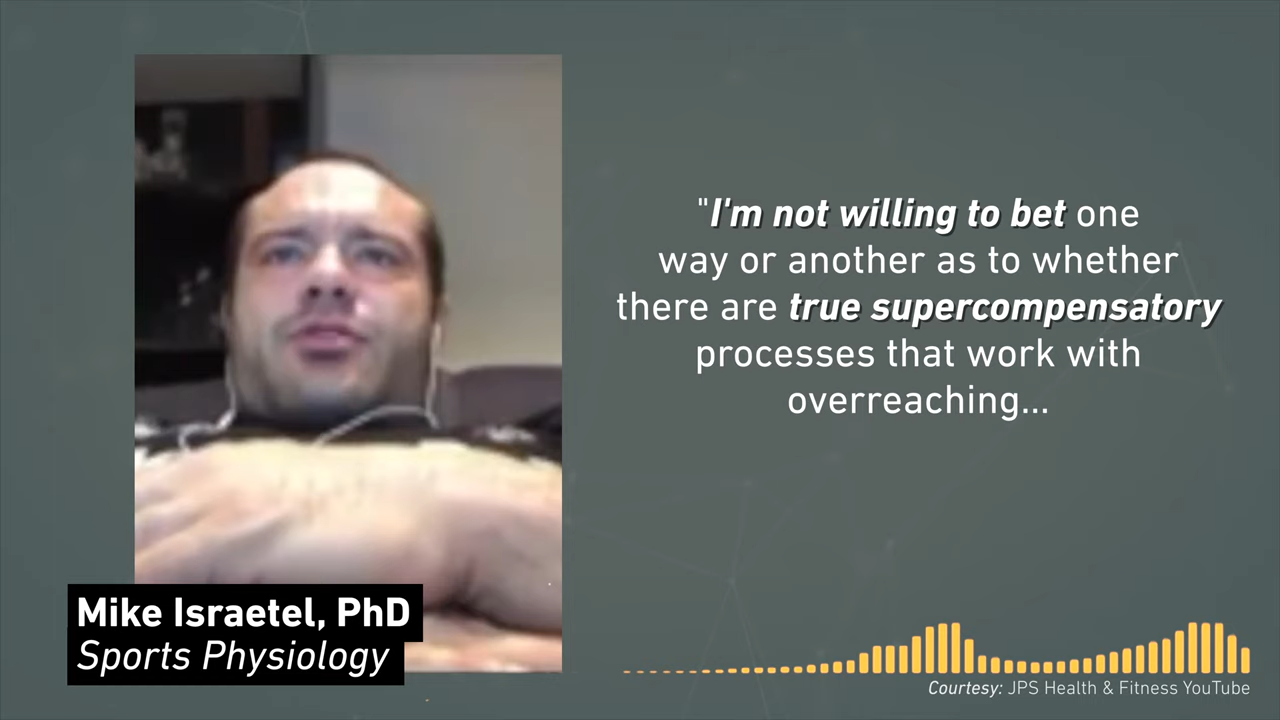 "I'm not willing to bet one
way or another as to whether
there are true supercompensatory
processes that work with
overreaching...
Mike Israetel, PhD
Sports Physiology
Courtesy: JPS Health & Fitness YouTube